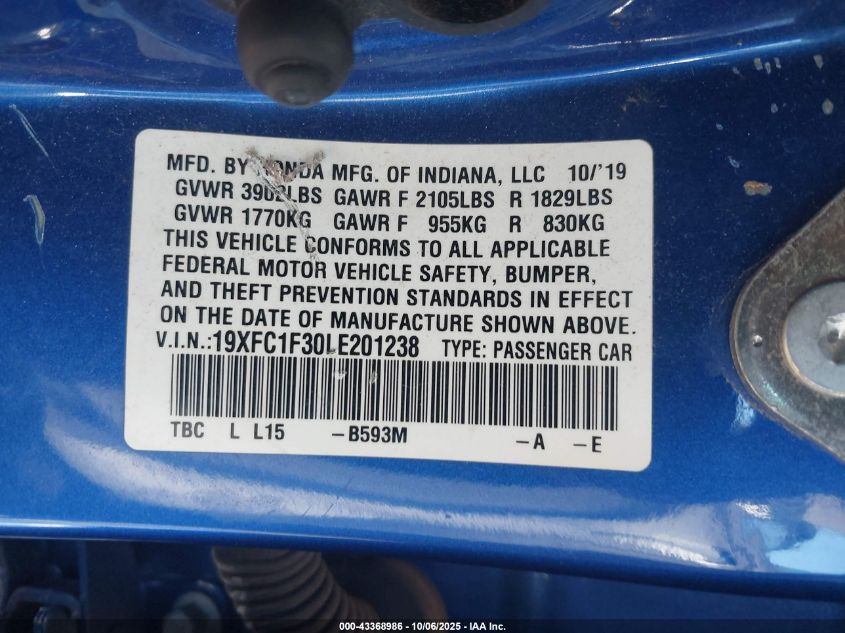 MFD. BY HONDA MFG. OF INDIANA, LLC 10/'19
GVWR 3902LBS GAWR F 2105LBS R 1829LBS
GVWR 1770KG GAWR F 955KG R 830KG
THIS VEHICLE CONFORMS TO ALL APPLICABLE
FEDERAL MOTOR VEHICLE SAFETY, BUMPER,
AND THEFT PREVENTION STANDARDS IN EFFECT
ON THE DATE OF MANUFACTURE SHOWN ABOVE.
V.I.N.:19XFC1F30LE201238 TYPE: PASSENGER CAR
TBC L L15 -B593M -A -E
000-43368986 - 10/06/2025 - IAA Inc.